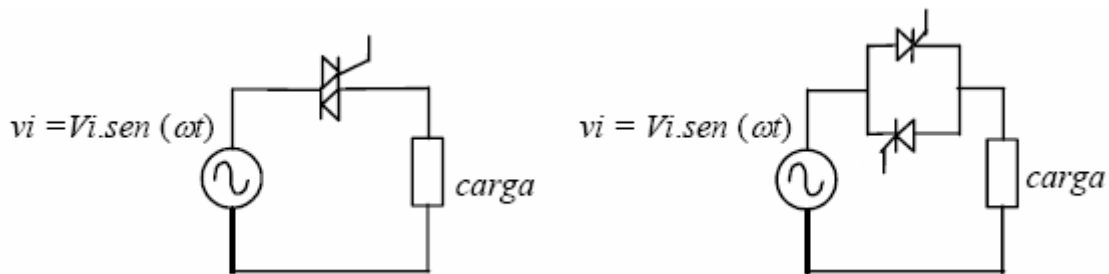 vi =Vi.sen (ωt)
carga
vi = Vi.sen (ωt)
carga